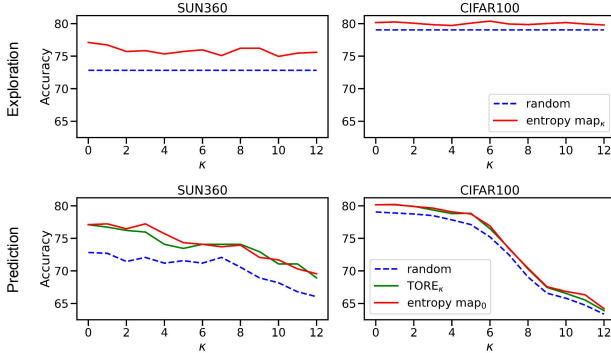 SUN360
CIFAR100
Exploration
Accuracy
80
75
70
65
0 2 4 6 8 10 12
κ
80
75
70
65
0 2 4 6 8 10 12
κ
random
entropy mapκ
SUN360
CIFAR100
Prediction
Accuracy
80
75
70
65
0 2 4 6 8 10 12
κ
80
75
70
65
0 2 4 6 8 10 12
κ
random
TOREκ
entropy map₀